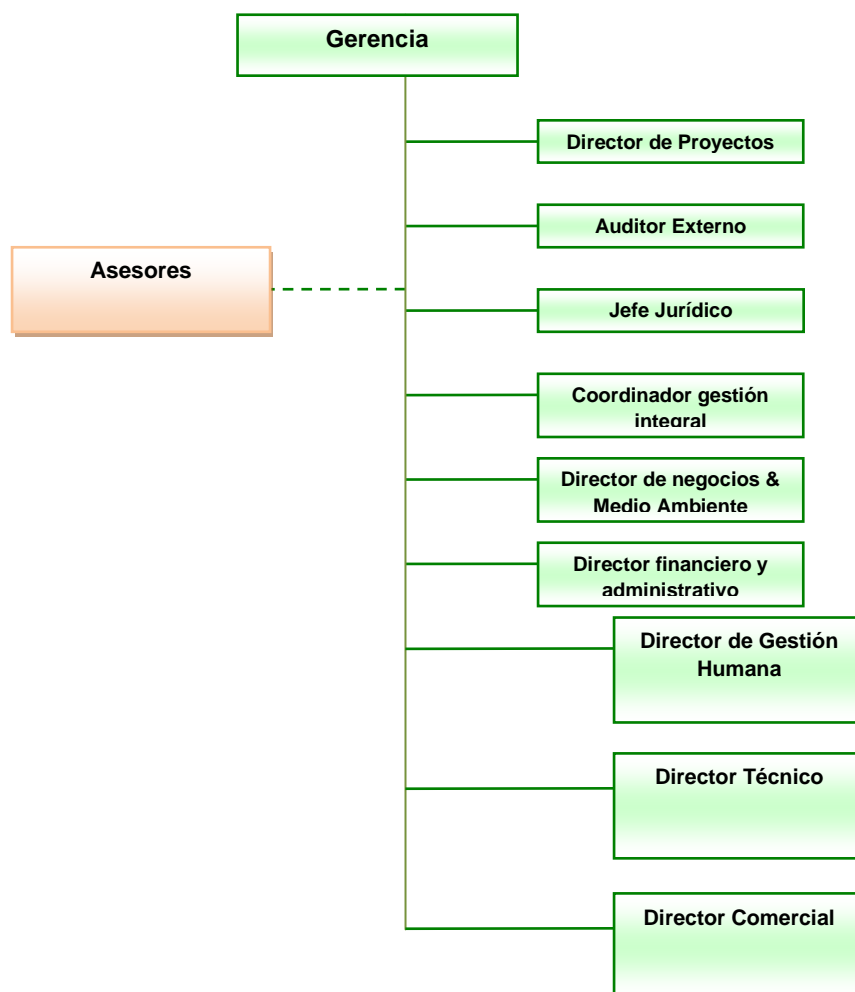 Gerencia
Director de Proyectos
Auditor Externo
Asesores
Jefe Jurídico
Coordinador gestión
integral
Director de negocios &
Medio Ambiente
Director financiero y
administrativo
Director de Gestión
Humana
Director Técnico
Director Comercial